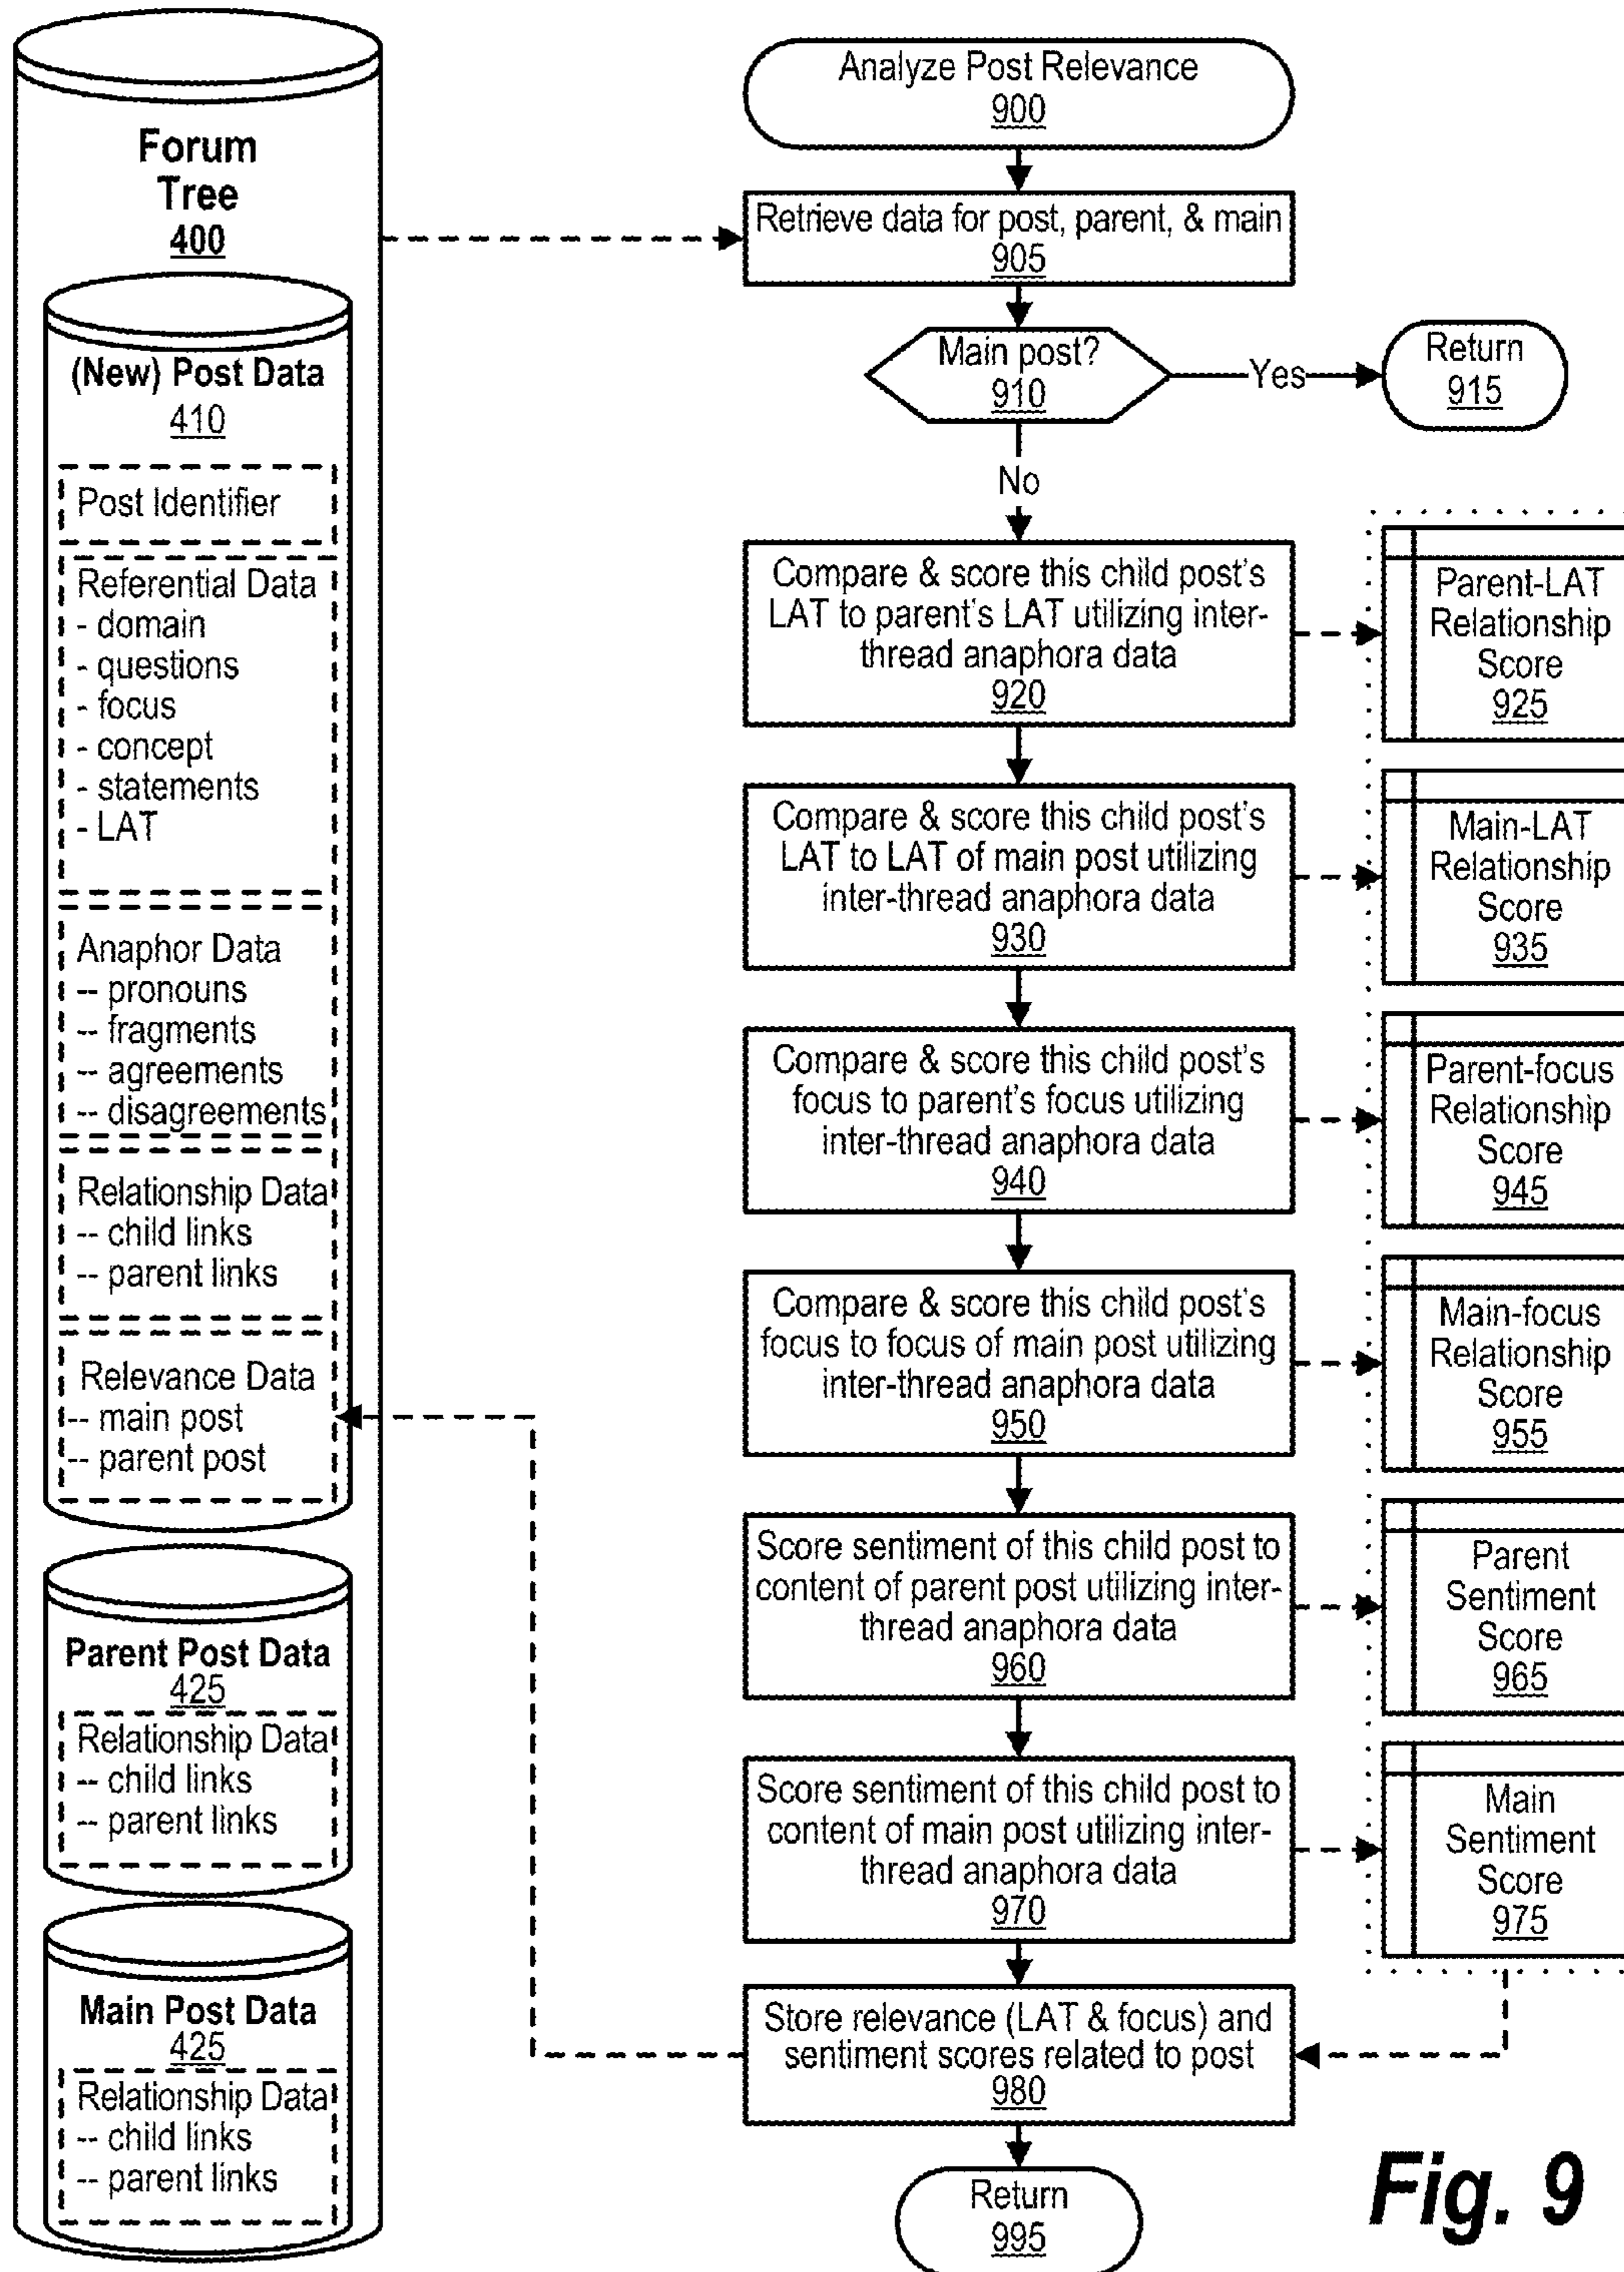 Forum
Tree
400
(New) Post Data
410
Post Identifier
Referential Data
- domain
- questions
- focus
- concept
- statements
- LAT
Anaphor Data
-- pronouns
-- fragments
-- agreements
-- disagreements
Relationship Data
-- child links
-- parent links
Relevance Data
-- main post
-- parent post
Parent Post Data
425
Relationship Data
-- child links
-- parent links
Main Post Data
425
Relationship Data
-- child links
-- parent links
Analyze Post Relevance
900
Retrieve data for post, parent, & main
905
Main post?
910
Yes
Return
915
No
Compare & score this child post's
LAT to parent's LAT utilizing inter-
thread anaphora data
920
Parent-LAT
Relationship
Score
925
Compare & score this child post's
LAT to LAT of main post utilizing
inter-thread anaphora data
930
Main-LAT
Relationship
Score
935
Compare & score this child post's
focus to parent's focus utilizing
inter-thread anaphora data
940
Parent-focus
Relationship
Score
945
Compare & score this child post's
focus to focus of main post utilizing
inter-thread anaphora data
950
Main-focus
Relationship
Score
955
Score sentiment of this child post to
content of parent post utilizing inter-
thread anaphora data
960
Parent
Sentiment
Score
965
Score sentiment of this child post to
content of main post utilizing inter-
thread anaphora data
970
Main
Sentiment
Score
975
Store relevance (LAT & focus) and
sentiment scores related to post
980
Return
995
Fig. 9